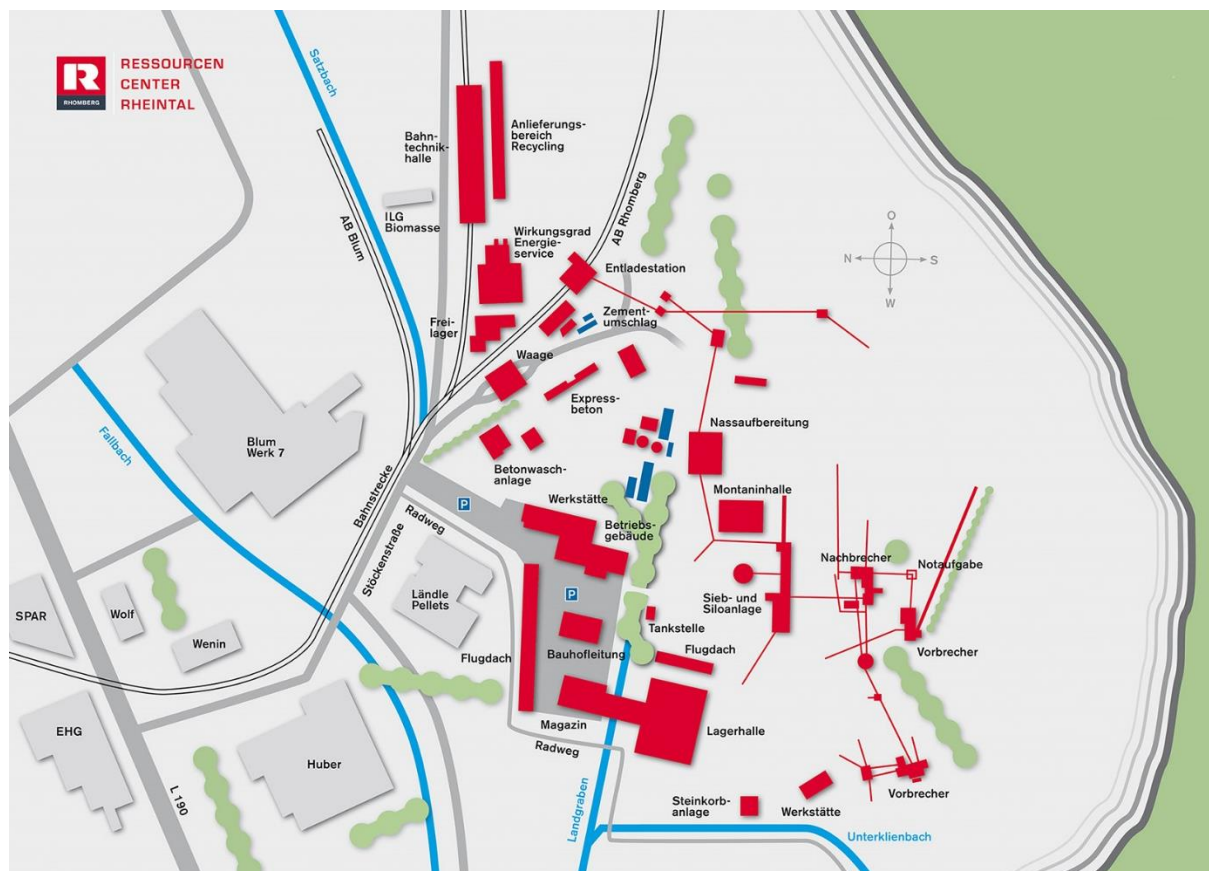 R
RHOMBERG
RESSOURCEN
CENTER
RHEINTAL
Satzbach
Bahn-
technik-
halle
Anlieferungs-
bereich
Recycling
ILG
Biomasse
AB Blum
Wirkungsgrad
Energie-
service
AB Rhomberg
Entladestation
O
N
S
W
Frei-
lager
Zement-
umschlag
Waage
Express-
beton
Fallbach
Blum
Werk 7
Nassaufbereitung
Betonwasch-
anlage
Bahnstrecke
P
Radweg
Werkstätte
Betriebs-
gebäude
Montaninhalle
Stöckenstraße
Nachbrecher
Notaufgabe
Ländle
Pellets
P
Sieb- und
Siloanlage
SPAR
Wolf
Wenin
Tankstelle
Flugdach
Bauhofleitung
Flugdach
Vorbrecher
Magazin
Lagerhalle
EHG
Huber
Radweg
L 190
Landgraben
Steinkorb-
anlage
Werkstätte
Vorbrecher
Unterklienbach